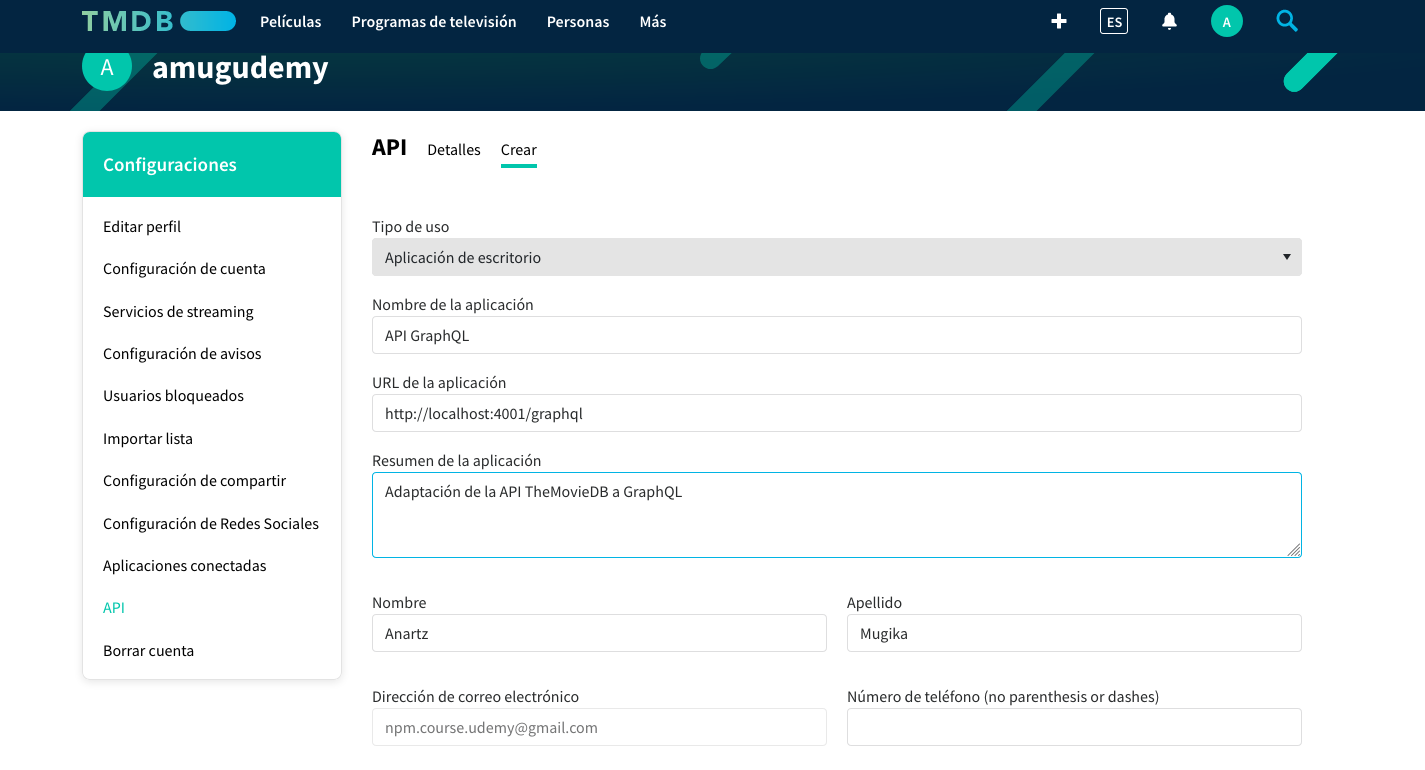 TMDB Películas Programas de televisión Personas Más ES A
A amugudemy
Configuraciones
Editar perfil
Configuración de cuenta
Servicios de streaming
Configuración de avisos
Usuarios bloqueados
Importar lista
Configuración de compartir
Configuración de Redes Sociales
Aplicaciones conectadas
API
Borrar cuenta
API Detalles Crear
Tipo de uso
Aplicación de escritorio
Nombre de la aplicación
API GraphQL
URL de la aplicación
http://localhost:4001/graphql
Resumen de la aplicación
Adaptación de la API TheMovieDB a GraphQL
Nombre
Anartz
Apellido
Mugika
Dirección de correo electrónico
npm.course.udemy@gmail.com
Número de teléfono (no parenthesis or dashes)